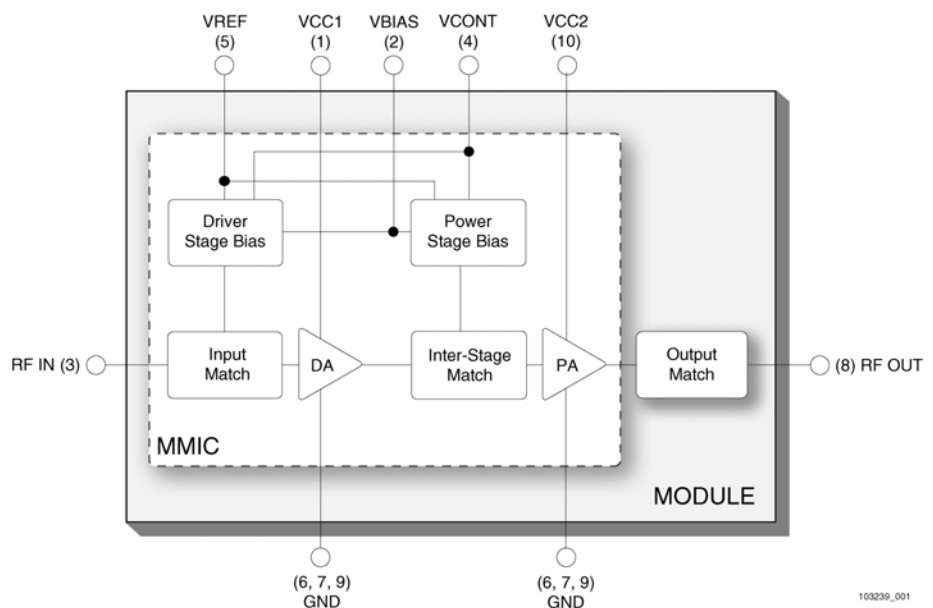 VREF
(5)
VCC1
(1)
VBIAS
(2)
VCONT
(4)
VCC2
(10)
Driver
Stage Bias
Power
Stage Bias
RF IN (3)
Input
Match
DA
Inter-Stage
Match
PA
Output
Match
(8) RF OUT
MMIC
MODULE
(6, 7, 9)
GND
(6, 7, 9)
GND
103239_001